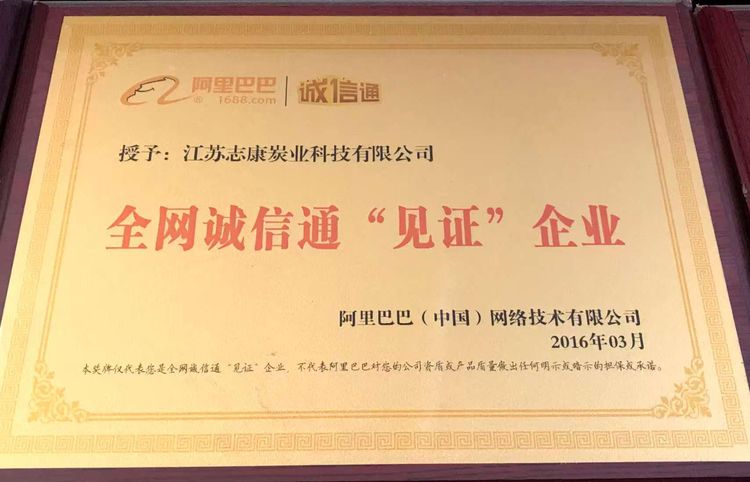 阿里巴巴 诚信通
® 1688.com
授予：江苏志康炭业科技有限公司
全网诚信通“见证”企业
阿里巴巴（中国）网络技术有限公司
2016年03月
本奖牌仅代表您是全网诚信通“见证”企业，不代表阿里巴巴对您的公司资质或产品质量做出任何明示或暗示的担保或承诺。